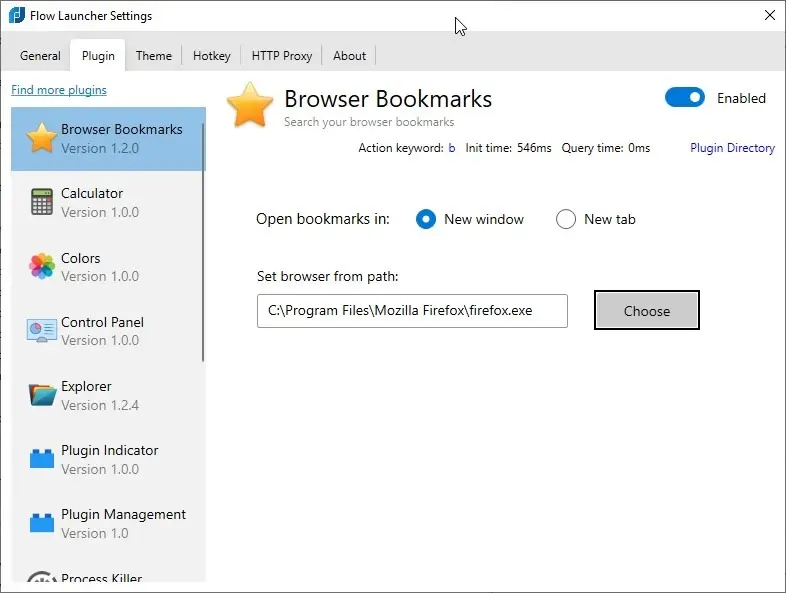 Flow Launcher Settings
General Plugin Theme Hotkey HTTP Proxy About
Find more plugins
Browser Bookmarks
Version 1.2.0
Calculator
Version 1.0.0
Colors
Version 1.0.0
Control Panel
Version 1.0.0
Explorer
Version 1.2.4
Plugin Indicator
Version 1.0.0
Plugin Management
Version 1.0
Process Killer
Browser Bookmarks
Search your browser bookmarks
Enabled
Action keyword: b Init time: 546ms Query time: 0ms Plugin Directory
Open bookmarks in: New window New tab
Set browser from path:
C:\Program Files\Mozilla Firefox\firefox.exe Choose